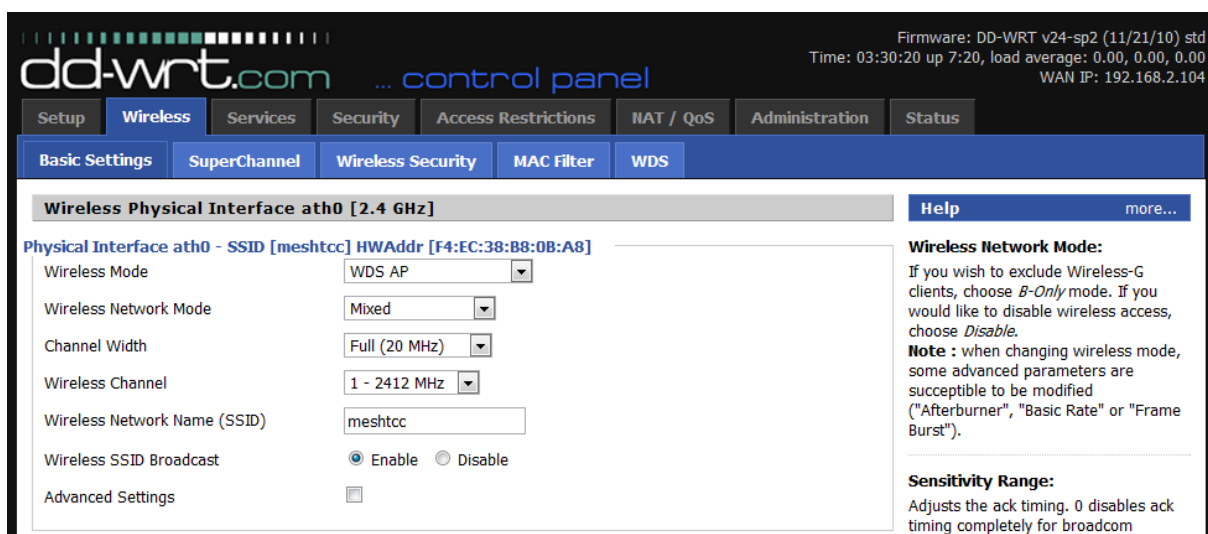 Firmware: DD-WRT v24-sp2 (11/21/10) std
Time: 03:30:20 up 7:20, load average: 0.00, 0.00, 0.00
WAN IP: 192.168.2.104
dd-wrt.com ... control panel
Setup Wireless Services Security Access Restrictions NAT / QoS Administration Status
Basic Settings SuperChannel Wireless Security MAC Filter WDS
Wireless Physical Interface ath0 [2.4 GHz]
Physical Interface ath0 - SSID [meshtcc] HWAddr [F4:EC:38:B8:0B:A8]
Wireless Mode WDS AP
Wireless Network Mode Mixed
Channel Width Full (20 MHz)
Wireless Channel 1 - 2412 MHz
Wireless Network Name (SSID) meshtcc
Wireless SSID Broadcast Enable Disable
Advanced Settings
Help more...
Wireless Network Mode:
If you wish to exclude Wireless-G
clients, choose B-Only mode. If you
would like to disable wireless access,
choose Disable.
Note : when changing wireless mode,
some advanced parameters are
succeptible to be modified
("Afterburner", "Basic Rate" or "Frame
Burst").
Sensitivity Range:
Adjusts the ack timing. 0 disables ack
timing completely for broadcom